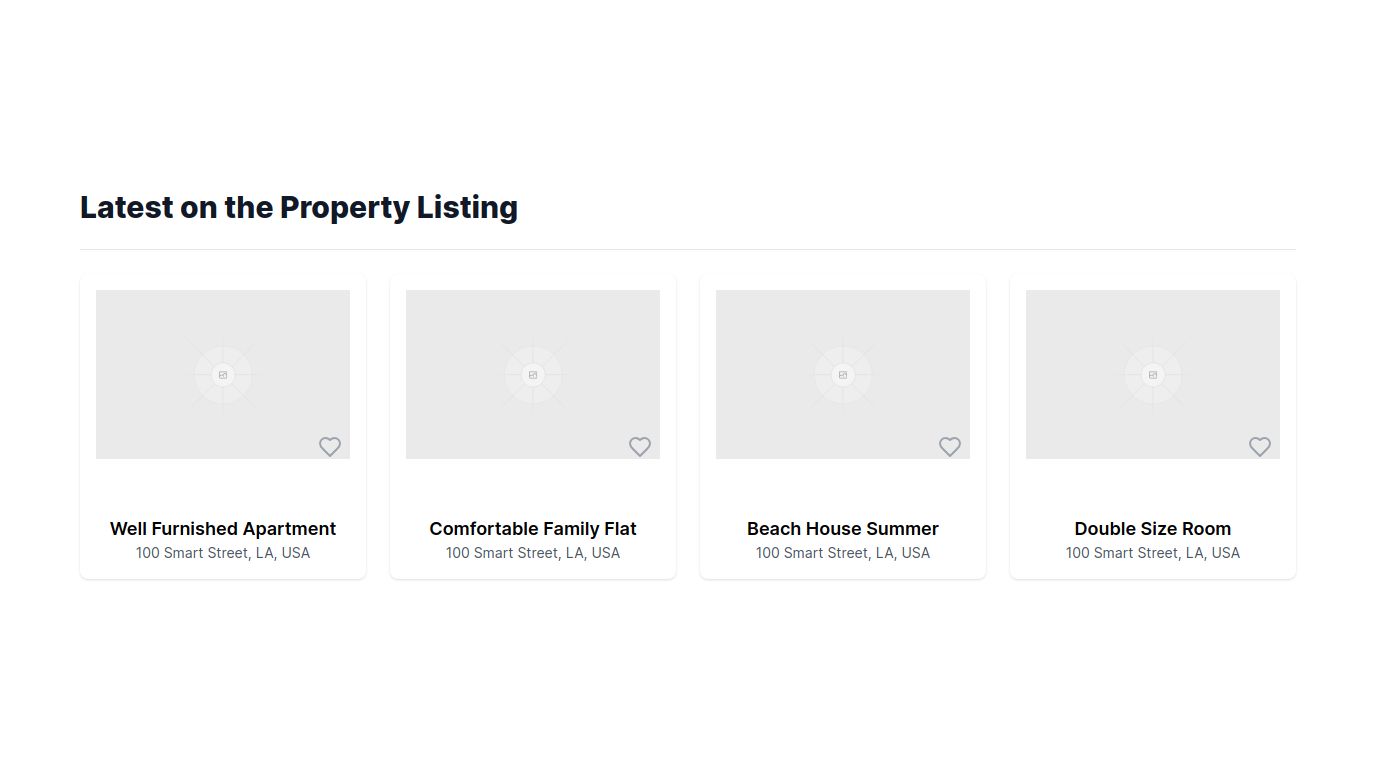 Latest on the Property Listing
Well Furnished Apartment
100 Smart Street, LA, USA
Comfortable Family Flat
100 Smart Street, LA, USA
Beach House Summer
100 Smart Street, LA, USA
Double Size Room
100 Smart Street, LA, USA